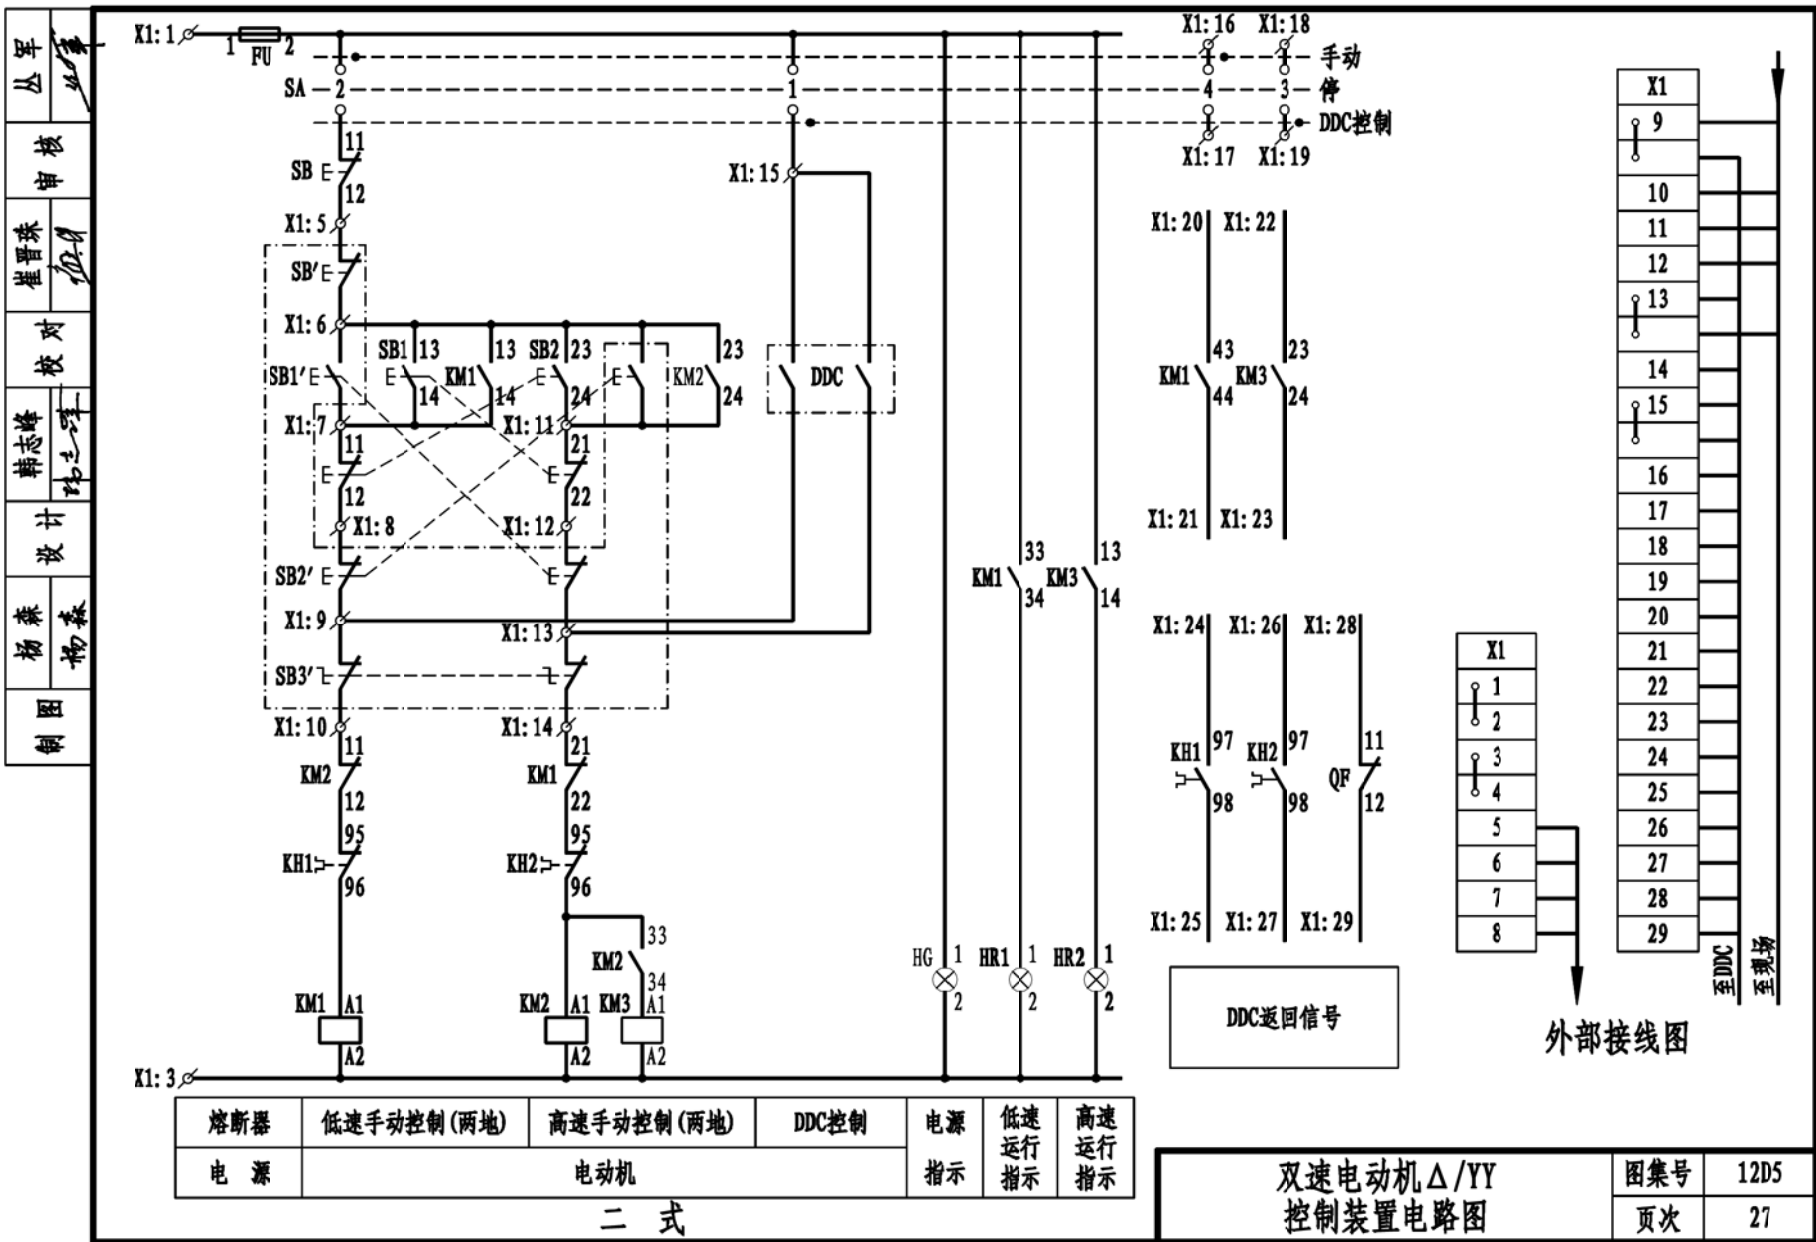 丛军
审核
崔晋珠
校对
韩志峰
设计
杨森
杨森
制图
X1:1
1 FU 2
SA
2
1
4
3
X1:16 X1:18
手动
停
DDC控制
X1:17 X1:19
11
SB
12
X1:5
SB′
X1:6
X1:15
SB1 13
13
SB2 23
23
SB1′
KM1
KM2
DDC
14
14
24
24
X1:7
X1:11
11
21
12
22
X1:8
X1:12
SB2′
X1:9
X1:13
SB3′
X1:10
X1:14
11
21
KM2
KM1
12
22
95
95
KH1
KH2
96
96
33
KM2
34
KM1 A1
KM2 A1
KM3 A1
A2
A2
A2
X1:3
33
13
KM1
KM3
34
14
HG 1
HR1 1
HR2 1
2
2
2
X1:20 X1:22
43
23
KM1
KM3
44
24
X1:21 X1:23
X1:24 X1:26 X1:28
KH1 97
KH2 97
11
QF
98
98
12
X1:25 X1:27 X1:29
DDC返回信号
X1
1
2
3
4
5
6
7
8
X1
9
10
11
12
13
14
15
16
17
18
19
20
21
22
23
24
25
26
27
28
29
至DDC
至现场
外部接线图
熔断器
低速手动控制(两地)
高速手动控制(两地)
DDC控制
电源
指示
低速
运行
指示
高速
运行
指示
电 源
电动机
二 式
双速电动机Δ/YY
控制装置电路图
图集号 12D5
页次 27